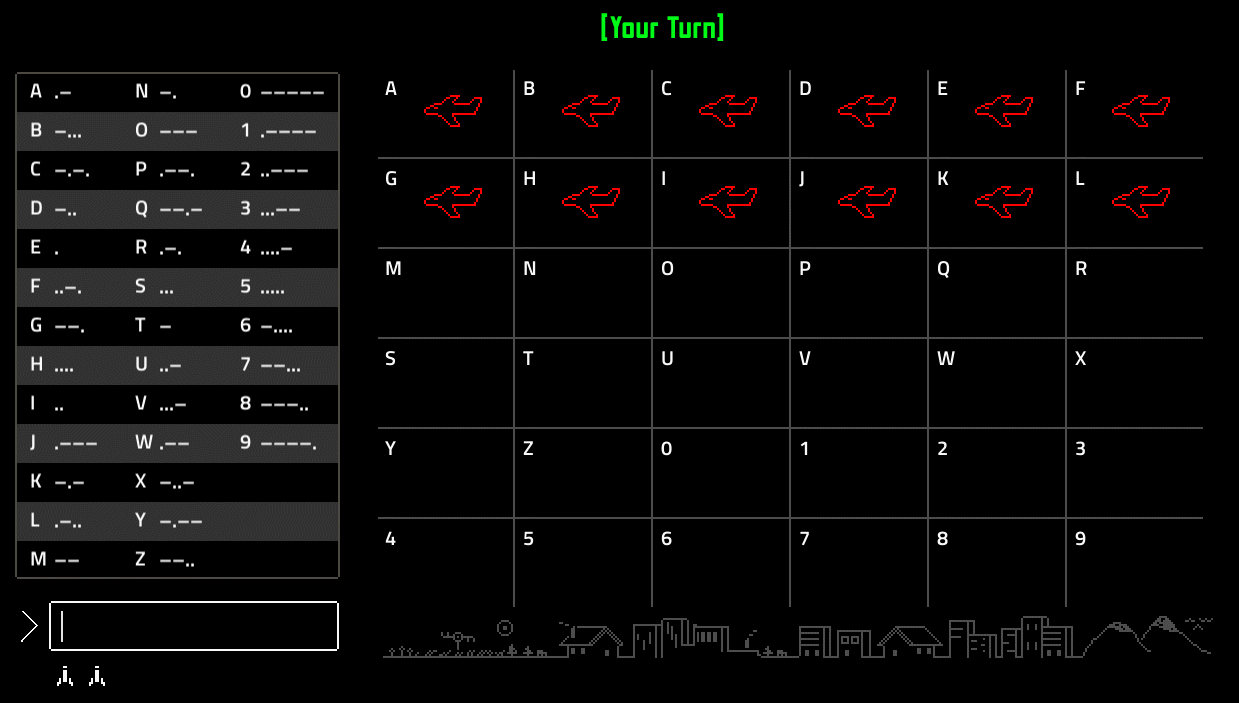 [Your Turn]
A .– N –. 0 –––––
B –... O ––– 1 .––––
C –.–. P .––. 2 ..–––
D –.. Q ––.– 3 ...––
E . R .–. 4 ....–
F ..–. S ... 5 .....
G ––. T – 6 –....
H .... U ..– 7 ––...
I .. V ...– 8 –––..
J .––– W .–– 9 ––––.
K –.– X –..–
L .–.. Y –.––
M –– Z ––..
A B C D E F
G H I J K L
M N O P Q R
S T U V W X
Y Z 0 1 2 3
4 5 6 7 8 9